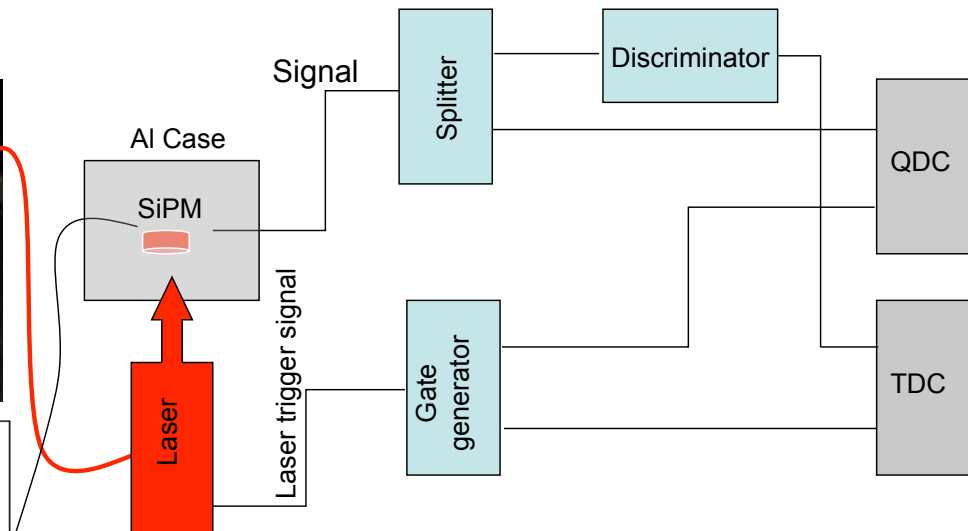 Signal
Splitter
Discriminator
QDC
Al Case
SiPM
Laser trigger signal
Gate
generator
TDC
Laser